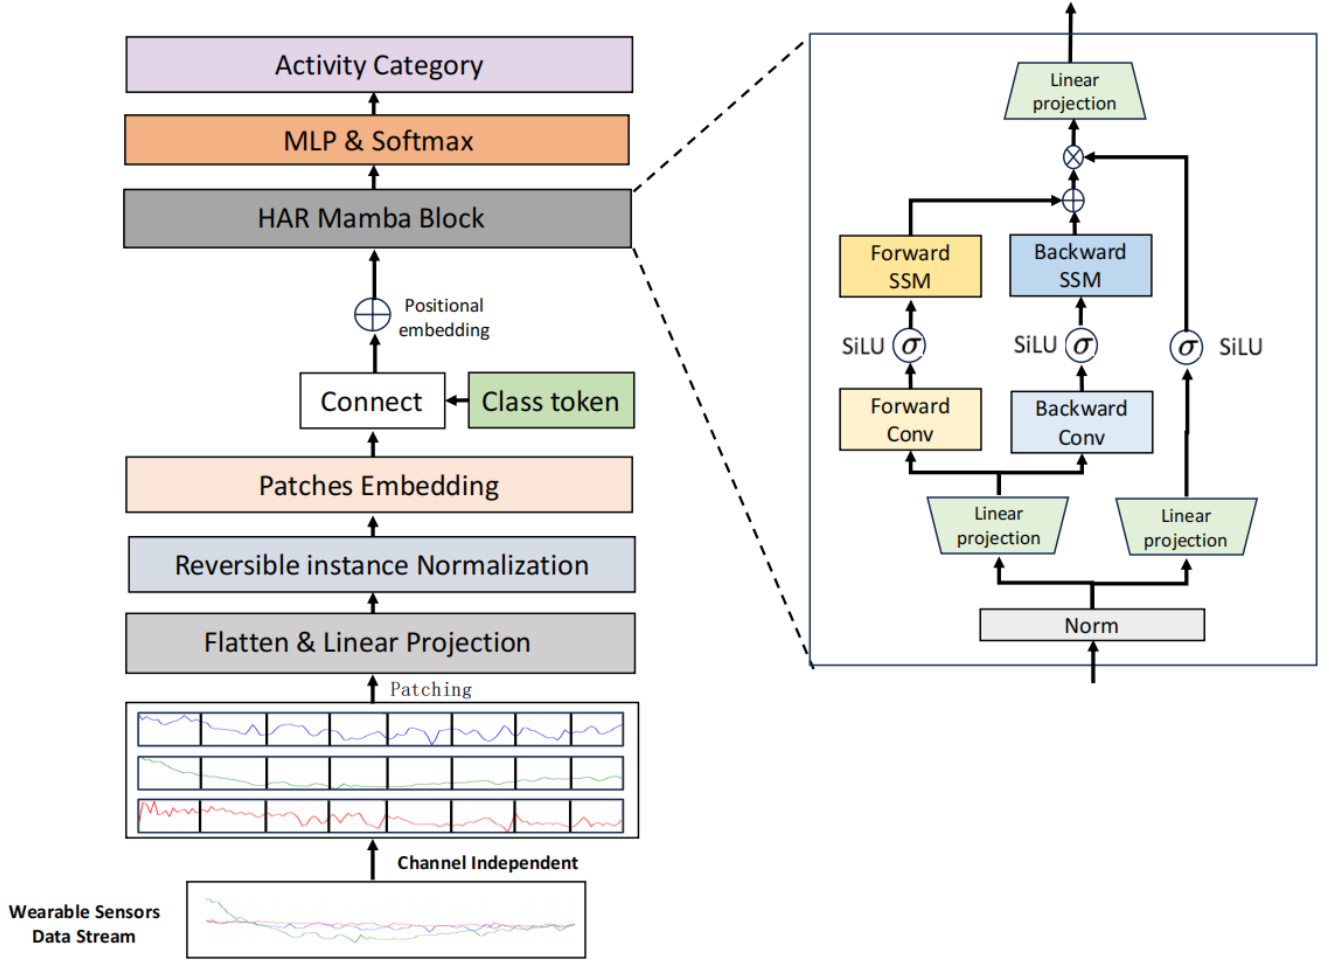 Activity Category
MLP & Softmax
HAR Mamba Block
Positional
embedding
Connect
Class token
Patches Embedding
Reversible instance Normalization
Flatten & Linear Projection
Patching
Channel Independent
Wearable Sensors
Data Stream
Linear
projection
Forward
SSM
Backward
SSM
SiLU
σ
SiLU
σ
σ
SiLU
Forward
Conv
Backward
Conv
Linear
projection
Linear
projection
Norm